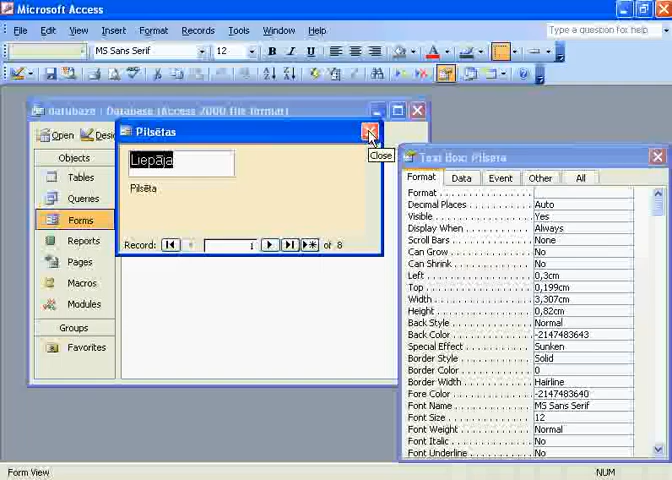 Microsoft Access
File Edit View Insert Format Records Tools Window Help
Type a question for help
MS Sans Serif 12 B I U
datubaze : Database (Access 2000 file format)
Open Desi
Objects
Tables
Queries
Forms
Reports
Pages
Macros
Modules
Groups
Favorites
Pilsētas
Close
Liepāja
Pilsēta
Record: 1 of 8
Text Box: Pilseta
Format Data Event Other All
Format
Decimal Places Auto
Visible Yes
Display When Always
Scroll Bars None
Can Grow No
Can Shrink No
Left 0,3cm
Top 0,199cm
Width 3,307cm
Height 0,82cm
Back Style Normal
Back Color -2147483643
Special Effect Sunken
Border Style Solid
Border Color 0
Border Width Hairline
Fore Color -2147483640
Font Name MS Sans Serif
Font Size 12
Font Weight Normal
Font Italic No
Font Underline No
Form View
NUM